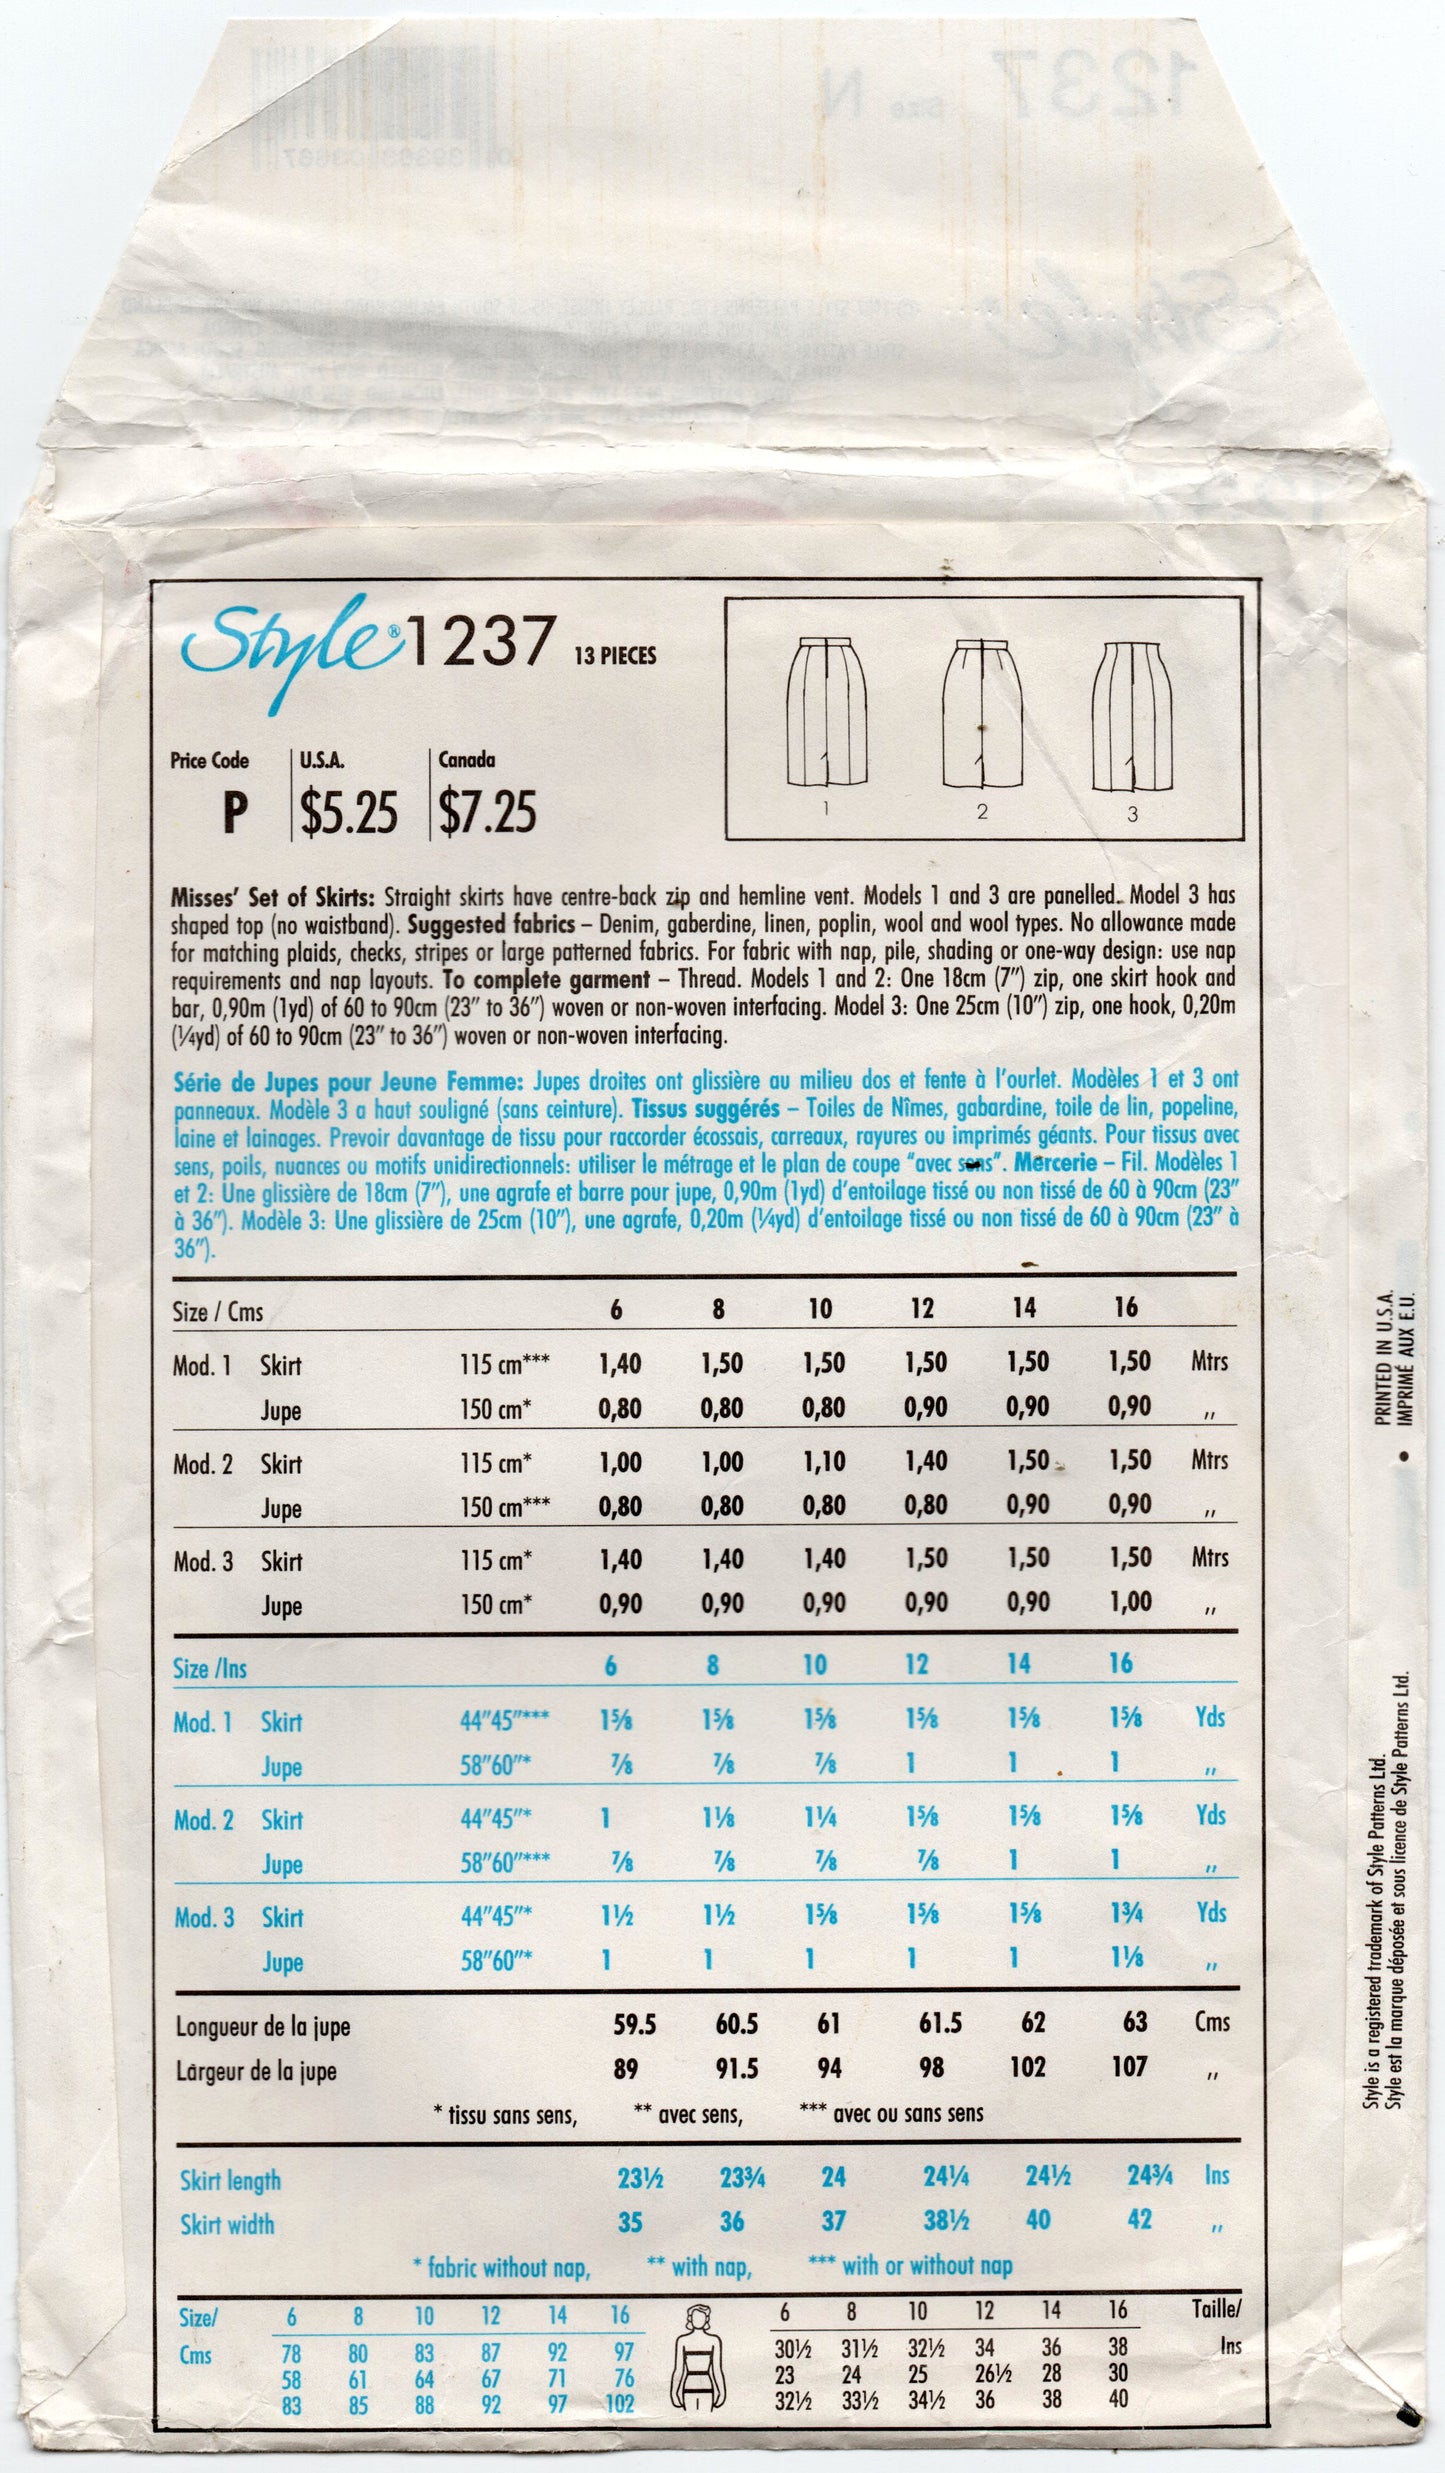 1237
Size N
Style
Style®1237 13 PIECES
Price Code U.S.A. Canada
P $5.25 $7.25
1 2 3
Misses' Set of Skirts: Straight skirts have centre-back zip and hemline vent. Models 1 and 3 are panelled. Model 3 has
shaped top (no waistband). Suggested fabrics – Denim, gaberdine, linen, poplin, wool and wool types. No allowance made
for matching plaids, checks, stripes or large patterned fabrics. For fabric with nap, pile, shading or one-way design: use nap
requirements and nap layouts. To complete garment – Thread. Models 1 and 2: One 18cm (7") zip, one skirt hook and
bar, 0,90m (1yd) of 60 to 90cm (23" to 36") woven or non-woven interfacing. Model 3: One 25cm (10") zip, one hook, 0,20m
(¼yd) of 60 to 90cm (23" to 36") woven or non-woven interfacing.
Série de Jupes pour Jeune Femme: Jupes droites ont glissière au milieu dos et fente à l'ourlet. Modèles 1 et 3 ont
panneaux. Modèle 3 a haut souligné (sans ceinture). Tissus suggérés – Toiles de Nîmes, gabardine, toile de lin, popeline,
laine et lainages. Prevoir davantage de tissu pour raccorder écossais, carreaux, rayures ou imprimés géants. Pour tissus avec
sens, poils, nuances ou motifs unidirectionnels: utiliser le métrage et le plan de coupe "avec sens". Mercerie – Fil. Modèles 1
et 2: Une glissière de 18cm (7"), une agrafe et barre pour jupe, 0,90m (1yd) d'entoilage tissé ou non tissé de 60 à 90cm (23"
à 36"). Modèle 3: Une glissière de 25cm (10"), une agrafe, 0,20m (¼yd) d'entoilage tissé ou non tissé de 60 à 90cm (23" à
36").
Size / Cms 6 8 10 12 14 16
Mod. 1 Skirt 115 cm*** 1,40 1,50 1,50 1,50 1,50 1,50 Mtrs
Jupe 150 cm* 0,80 0,80 0,80 0,90 0,90 0,90 ,,
Mod. 2 Skirt 115 cm* 1,00 1,00 1,10 1,40 1,50 1,50 Mtrs
Jupe 150 cm*** 0,80 0,80 0,80 0,80 0,90 0,90 ,,
Mod. 3 Skirt 115 cm* 1,40 1,40 1,40 1,50 1,50 1,50 Mtrs
Jupe 150 cm* 0,90 0,90 0,90 0,90 0,90 1,00 ,,
Size /Ins 6 8 10 12 14 16
Mod. 1 Skirt 44"45"*** 1⅝ 1⅝ 1⅝ 1⅝ 1⅝ 1⅝ Yds
Jupe 58"60"* ⅞ ⅞ ⅞ 1 1 1 ,,
Mod. 2 Skirt 44"45"* 1 1⅛ 1¼ 1⅝ 1⅝ 1⅝ Yds
Jupe 58"60"*** ⅞ ⅞ ⅞ ⅞ 1 1 ,,
Mod. 3 Skirt 44"45"* 1½ 1½ 1⅝ 1⅝ 1⅝ 1¾ Yds
Jupe 58"60"* 1 1 1 1 1 1⅛ ,,
Longueur de la jupe 59.5 60.5 61 61.5 62 63 Cms
Largeur de la jupe 89 91.5 94 98 102 107 ,,
* tissu sans sens, ** avec sens, *** avec ou sans sens
Skirt length 23½ 23¾ 24 24¼ 24½ 24¾ Ins
Skirt width 35 36 37 38½ 40 42 ,,
* fabric without nap, ** with nap, *** with or without nap
Size/ 6 8 10 12 14 16 6 8 10 12 14 16 Taille/
Cms 78 80 83 87 92 97 30½ 31½ 32½ 34 36 38 Ins
58 61 64 67 71 76 23 24 25 26½ 28 30
83 85 88 92 97 102 32½ 33½ 34½ 36 38 40
PRINTED IN U.S.A.
• IMPRIMÉ AUX E.U.
Style is a registered trademark of Style Patterns Ltd.
Style est la marque déposée et sous licence de Style Patterns Ltd.